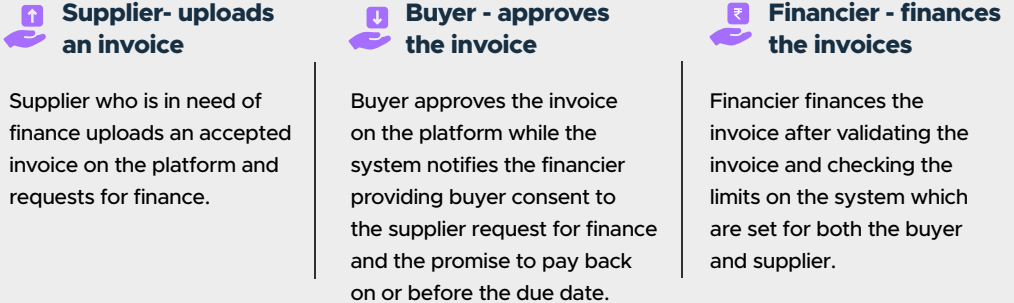 Supplier- uploads
an invoice
Supplier who is in need of
finance uploads an accepted
invoice on the platform and
requests for finance.
Buyer - approves
the invoice
Buyer approves the invoice
on the platform while the
system notifies the financier
providing buyer consent to
the supplier request for finance
and the promise to pay back
on or before the due date.
₹
Financier - finances
the invoices
Financier finances the
invoice after validating the
invoice and checking the
limits on the system which
are set for both the buyer
and supplier.